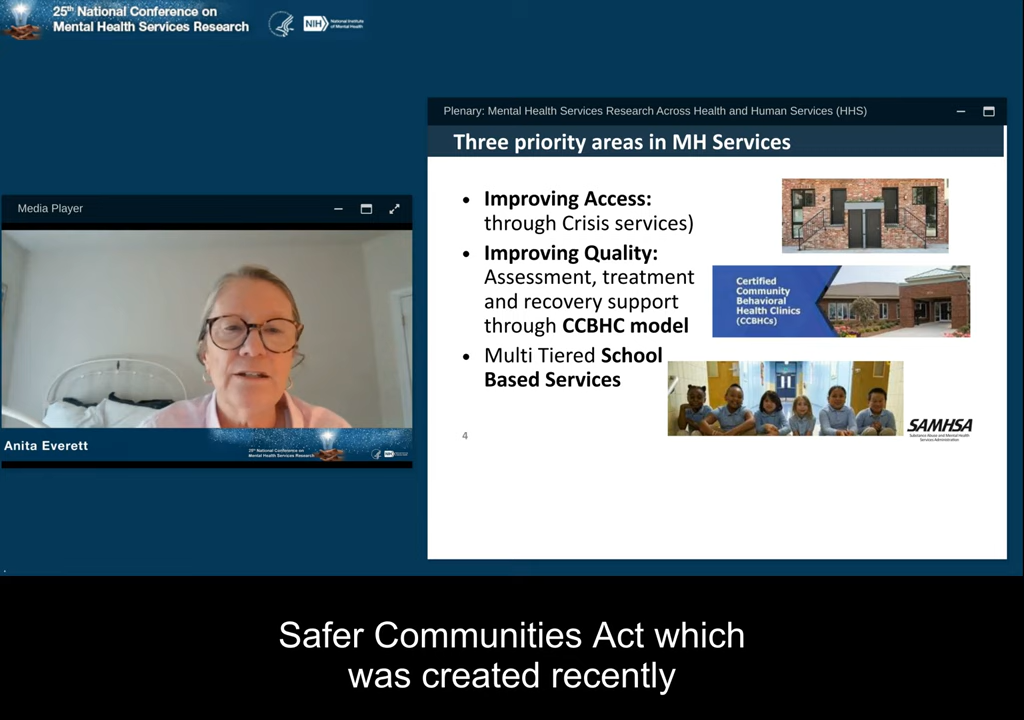 25th National Conference on
Mental Health Services Research
NIH
National Institute
of Mental Health
Plenary: Mental Health Services Research Across Health and Human Services (HHS)
Three priority areas in MH Services
• Improving Access:
through Crisis services)
• Improving Quality:
Assessment, treatment
and recovery support
through CCBHC model
• Multi Tiered School
Based Services
Certified
Community
Behavioral
Health Clinics
(CCBHCs)
4
SAMHSA
Substance Abuse and Mental Health
Services Administration
Media Player
Anita Everett
25th National Conference on
Mental Health Services Research
Safer Communities Act which
was created recently